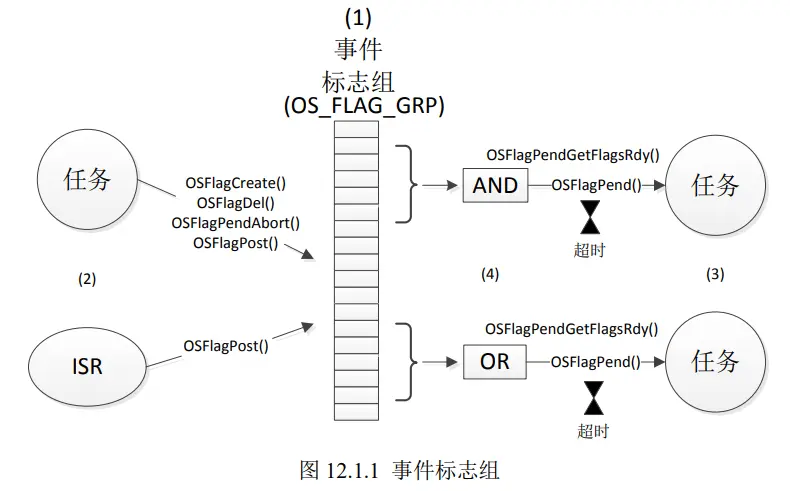 (1)
事件
标志组
(OS_FLAG_GRP)
任务
OSFlagCreate()
OSFlagDel()
OSFlagPendAbort()
OSFlagPost()
(2)
ISR
OSFlagPost()
OSFlagPendGetFlagsRdy()
AND
OSFlagPend()
任务
超时
(4)
(3)
OSFlagPendGetFlagsRdy()
OR
OSFlagPend()
任务
超时
图 12.1.1 事件标志组